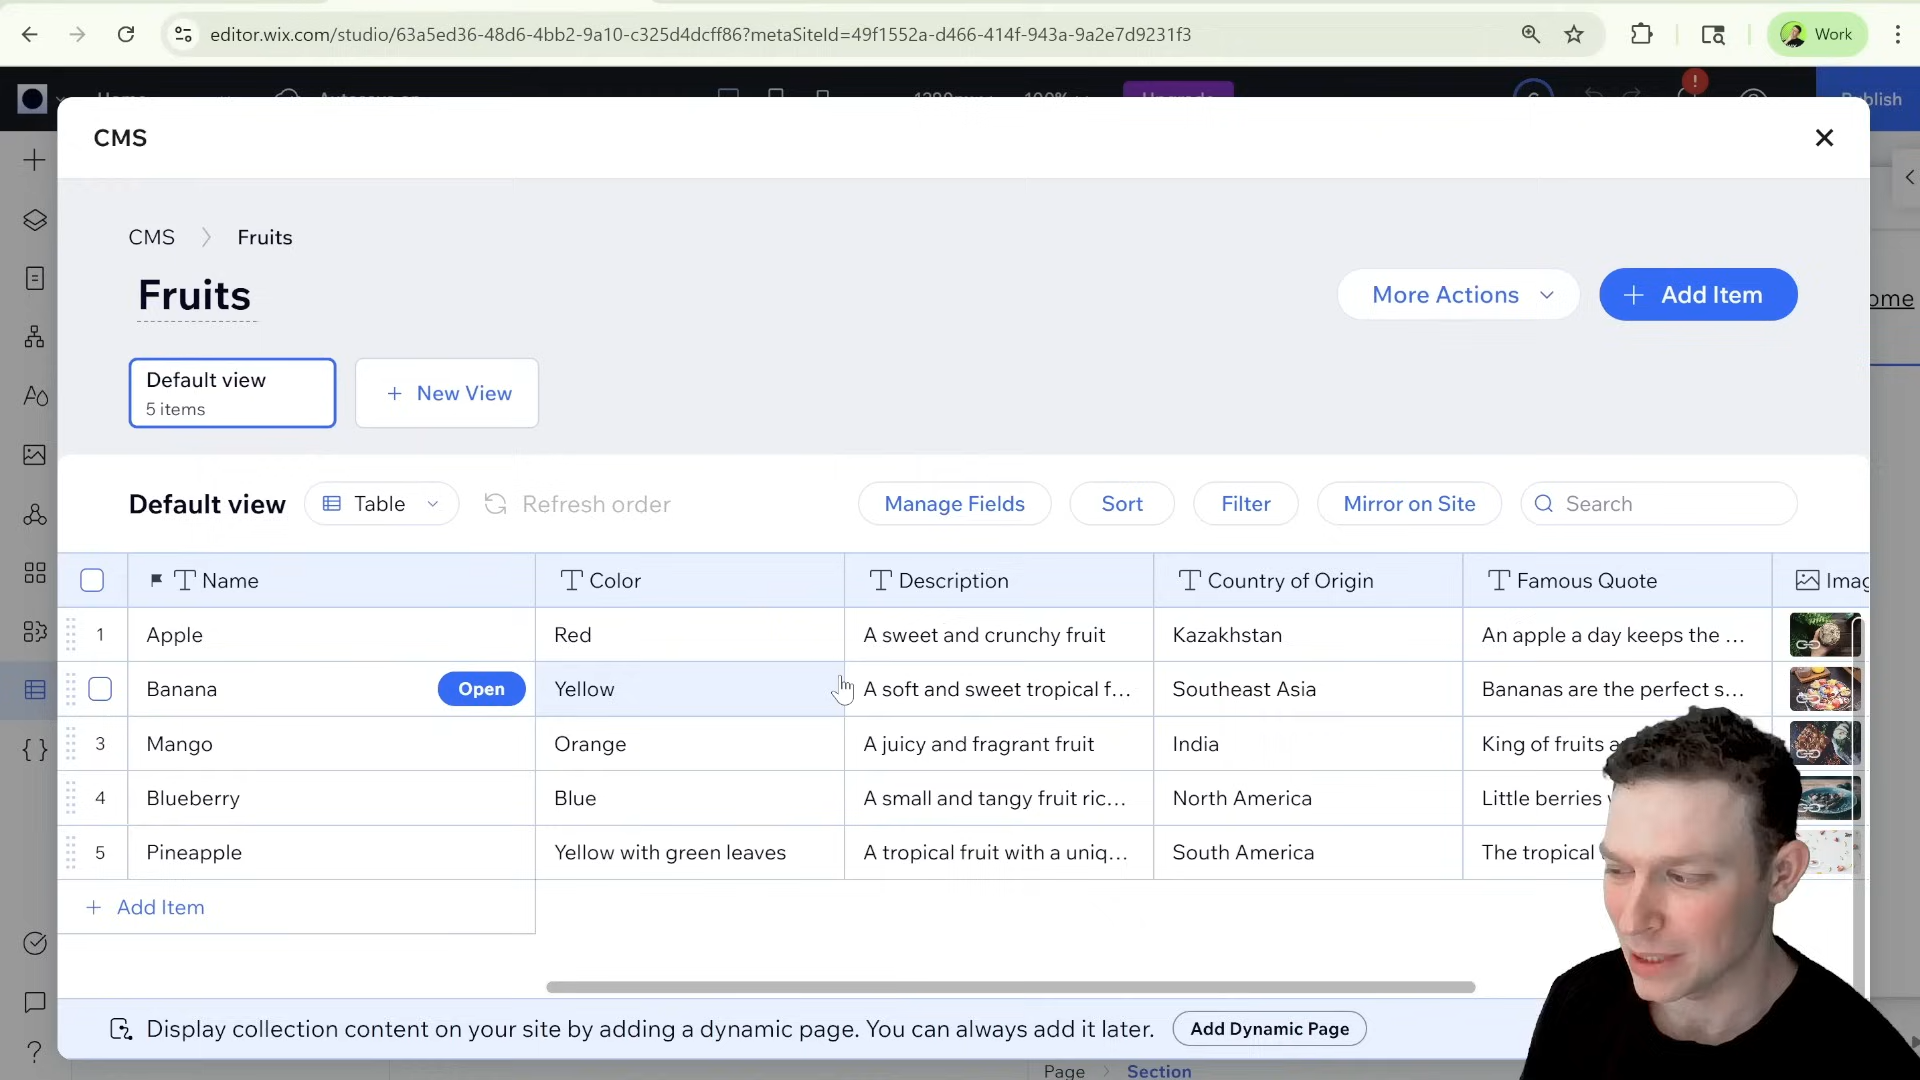 editor.wix.com/studio/63a5ed36-48d6-4bb2-9a10-c325d4dcff86?metaSiteId=49f1552a-d466-414f-943a-9a2e7d9231f3
Work
CMS
CMS
Fruits
Fruits
More Actions
Add Item
Default view
5 items
New View
Default view
Table
Refresh order
Manage Fields
Sort
Filter
Mirror on Site
Search
Name Color Description Country of Origin Famous Quote
1 Apple Red A sweet and crunchy fruit Kazakhstan An apple a day keeps the ...
Banana Open Yellow A soft and sweet tropical f... Southeast Asia Bananas are the perfect s...
3 Mango Orange A juicy and fragrant fruit India King of fruits
4 Blueberry Blue A small and tangy fruit ric... North America Little berries
5 Pineapple Yellow with green leaves A tropical fruit with a uniq... South America The tropical
Add Item
Display collection content on your site by adding a dynamic page. You can always add it later.
Add Dynamic Page
Page
Section